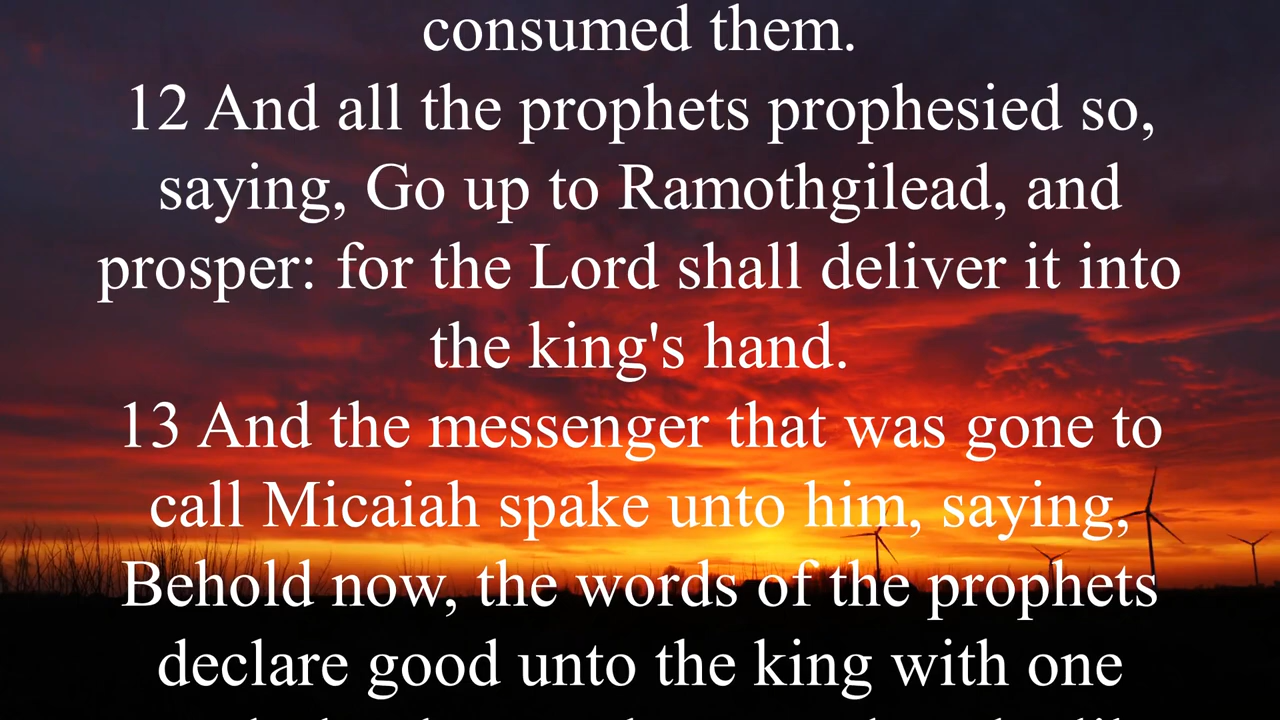 consumed them.
12 And all the prophets prophesied so,
saying, Go up to Ramothgilead, and
prosper: for the Lord shall deliver it into
the king's hand.
13 And the messenger that was gone to
call Micaiah spake unto him, saying,
Behold now, the words of the prophets
declare good unto the king with one